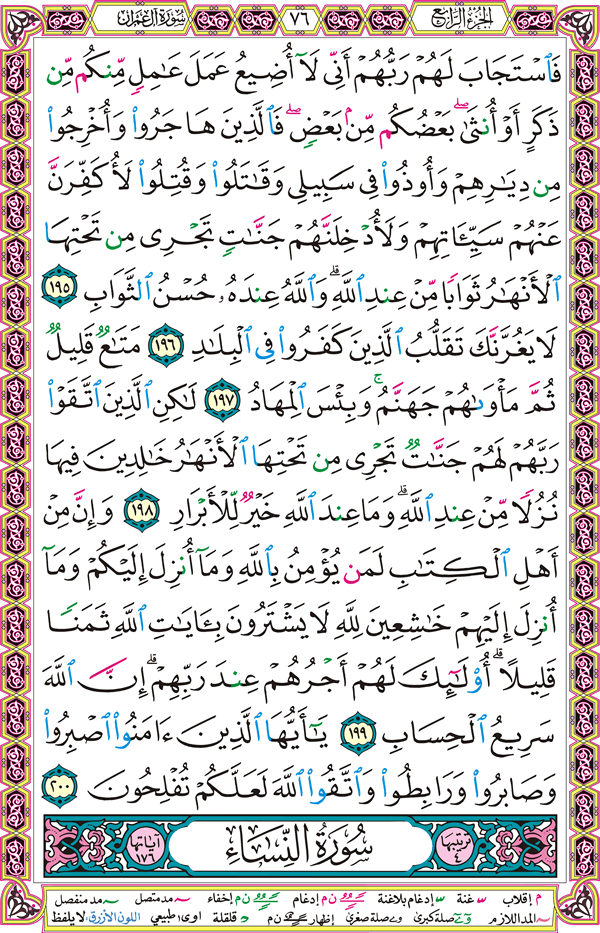 الجزء الرابع ٧٦ سورة آل عمران
فَٱسْتَجَابَ لَهُمْ رَبُّهُمْ أَنِّى لَآ أُضِيعُ عَمَلَ عَٰمِلٍ مِّنكُم مِّن
ذَكَرٍ أَوْ أُنثَىٰ ۖ بَعْضُكُم مِّنۢ بَعْضٍ ۖ فَٱلَّذِينَ هَاجَرُوا۟ وَأُخْرِجُوا۟
مِن دِيَٰرِهِمْ وَأُوذُوا۟ فِى سَبِيلِى وَقَٰتَلُوا۟ وَقُتِلُوا۟ لَأُكَفِّرَنَّ
عَنْهُمْ سَيِّـَٔاتِهِمْ وَلَأُدْخِلَنَّهُمْ جَنَّٰتٍ تَجْرِى مِن تَحْتِهَا
ٱلْأَنْهَٰرُ ثَوَابًا مِّنْ عِندِ ٱللَّهِ ۗ وَٱللَّهُ عِندَهُۥ حُسْنُ ٱلثَّوَابِ ١٩٥
لَا يَغُرَّنَّكَ تَقَلُّبُ ٱلَّذِينَ كَفَرُوا۟ فِى ٱلْبِلَٰدِ ١٩٦ مَتَٰعٌ قَلِيلٌ
ثُمَّ مَأْوَىٰهُمْ جَهَنَّمُ ۚ وَبِئْسَ ٱلْمِهَادُ ١٩٧ لَٰكِنِ ٱلَّذِينَ ٱتَّقَوْا۟
رَبَّهُمْ لَهُمْ جَنَّٰتٌ تَجْرِى مِن تَحْتِهَا ٱلْأَنْهَٰرُ خَٰلِدِينَ فِيهَا
نُزُلًا مِّنْ عِندِ ٱللَّهِ ۗ وَمَا عِندَ ٱللَّهِ خَيْرٌ لِّلْأَبْرَارِ ١٩٨ وَإِنَّ مِنْ
أَهْلِ ٱلْكِتَٰبِ لَمَن يُؤْمِنُ بِٱللَّهِ وَمَآ أُنزِلَ إِلَيْكُمْ وَمَآ
أُنزِلَ إِلَيْهِمْ خَٰشِعِينَ لِلَّهِ لَا يَشْتَرُونَ بِـَٔايَٰتِ ٱللَّهِ ثَمَنًا
قَلِيلًا ۗ أُو۟لَٰٓئِكَ لَهُمْ أَجْرُهُمْ عِندَ رَبِّهِمْ ۗ إِنَّ ٱللَّهَ
سَرِيعُ ٱلْحِسَابِ ١٩٩ يَٰٓأَيُّهَا ٱلَّذِينَ ءَامَنُوا۟ ٱصْبِرُوا۟
وَصَابِرُوا۟ وَرَابِطُوا۟ وَٱتَّقُوا۟ ٱللَّهَ لَعَلَّكُمْ تُفْلِحُونَ ٢٠٠
ترتيبها ٤ سُورَةُ النِّسَاءِ آياتها ١٧٦
م إقلاب غنة إدغام بلاغنة ن م إدغام ن م إخفاء مد متصل مد منفصل
المد اللازم صلة كبرى صلة صغرى إظهار ن م قلقلة اوى طبيعي اللون الأزرق: لا يلفظ